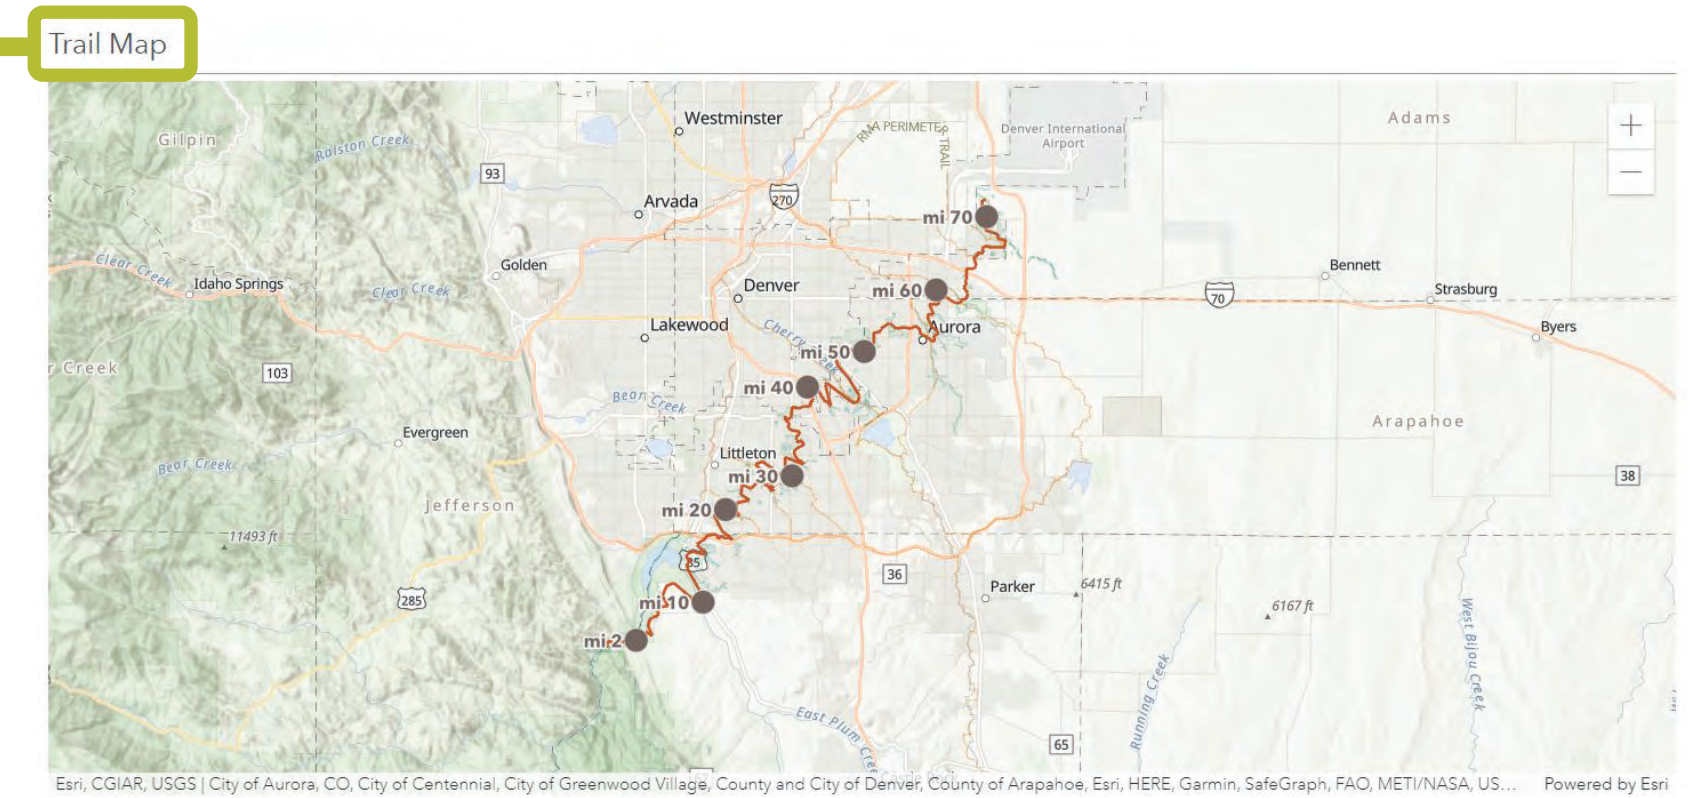 Trail Map
Westminster
Adams
RMA PERIMETER TRAIL
Denver International
Airport
Gilpin
Ralston Creek
93
Arvada
270
mi 70
Golden
Clear Creek
Idaho Springs
Clear Creek
Denver
mi 60
70
Bennett
Strasburg
Lakewood
Cherry Creek
Aurora
Byers
mi 50
r Creek
103
mi 40
Bear Creek
Arapahoe
Evergreen
Littleton
Bear Creek
mi 30
38
Jefferson
mi 20
11493 ft
85
36
Parker
6415 ft
285
mi 10
6167 ft
West Bijou Creek
mi 2
Running Creek
East Plum Creek
65
67
Castle Rock
Esri, CGIAR, USGS | City of Aurora, CO, City of Centennial, City of Greenwood Village, County and City of Denver, County of Arapahoe, Esri, HERE, Garmin, SafeGraph, FAO, METI/NASA, US... Powered by Esri